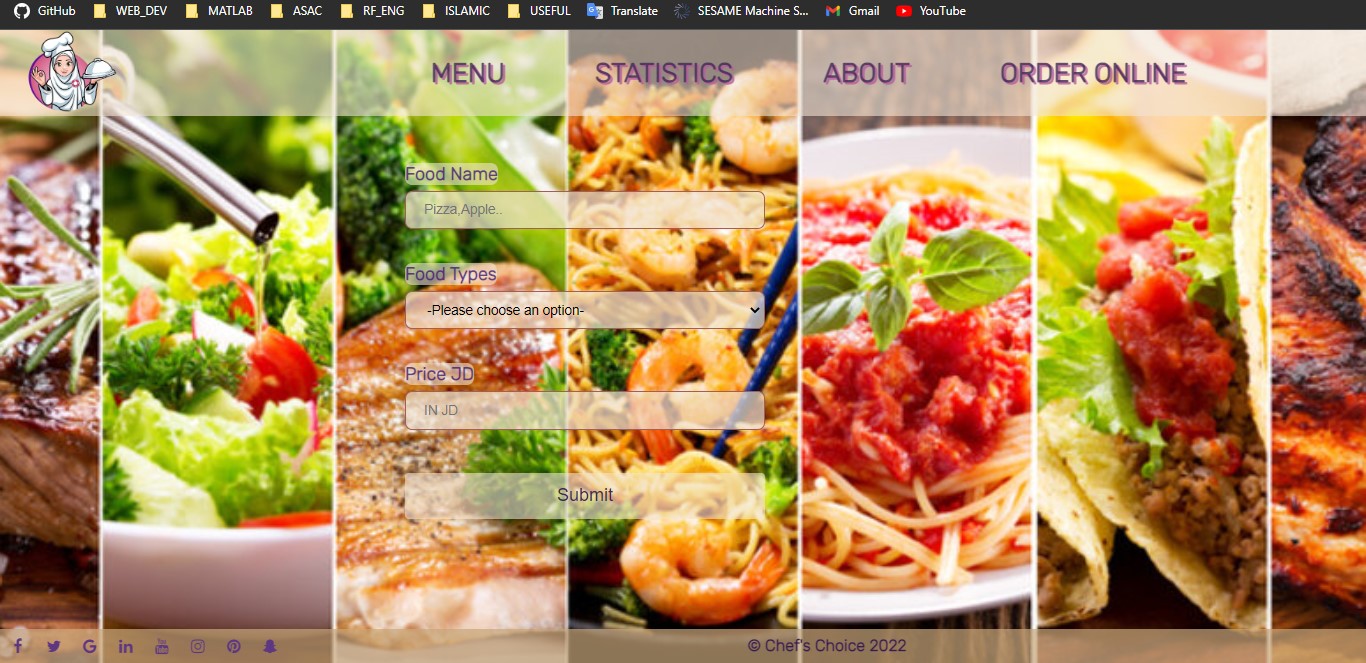 GitHub WEB_DEV MATLAB ASAC RF_ENG ISLAMIC USEFUL Translate SESAME Machine S... Gmail YouTube
MENU STATISTICS ABOUT ORDER ONLINE
Food Name
Pizza,Apple..
Food Types
-Please choose an option-
Price JD
IN JD
Submit
© Chef's Choice 2022